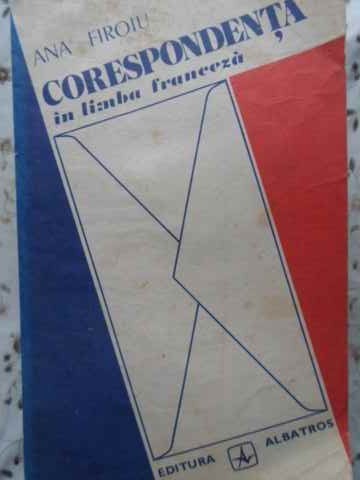 ANA FIROIU
CORESPONDENȚA
în limba franceză
EDITURA ALBATROS